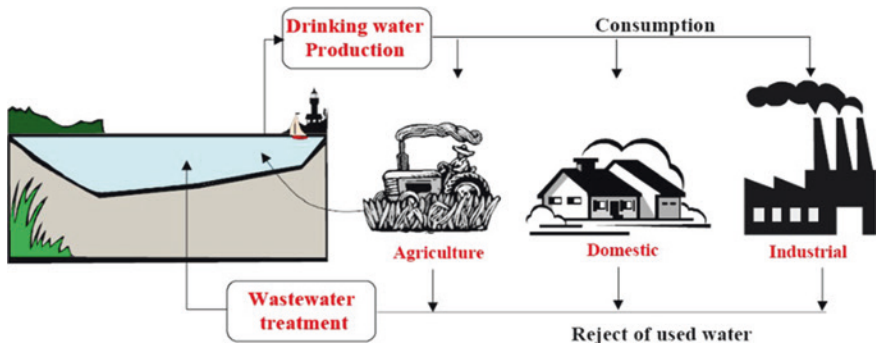 Drinking water
Production
Consumption
Agriculture
Domestic
Industrial
Wastewater
treatment
Reject of used water